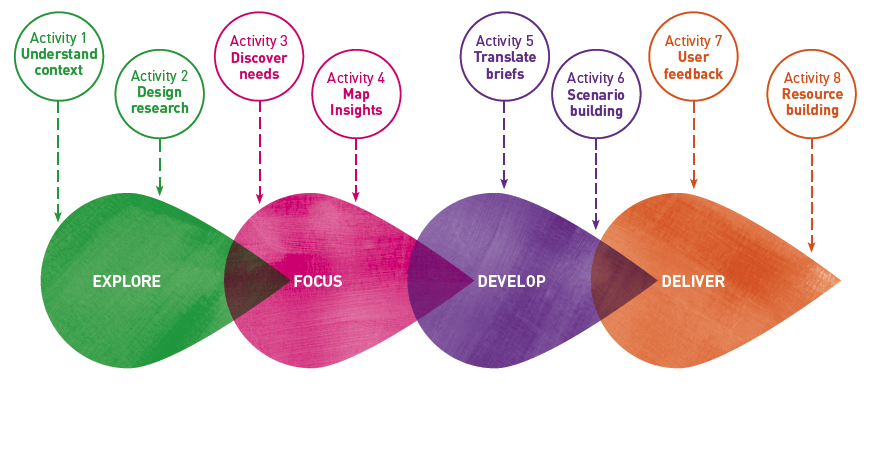 Activity 1
Understand
context
Activity 2
Design
research
Activity 3
Discover
needs
Activity 4
Map
Insights
Activity 5
Translate
briefs
Activity 6
Scenario
building
Activity 7
User
feedback
Activity 8
Resource
building
EXPLORE
FOCUS
DEVELOP
DELIVER